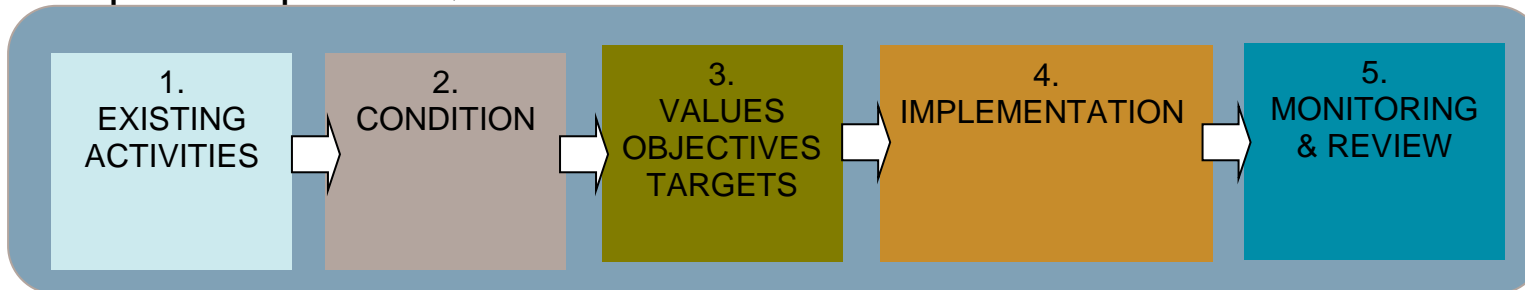 1.
EXISTING
ACTIVITIES
2.
CONDITION
3.
VALUES
OBJECTIVES
TARGETS
4.
IMPLEMENTATION
5.
MONITORING
& REVIEW